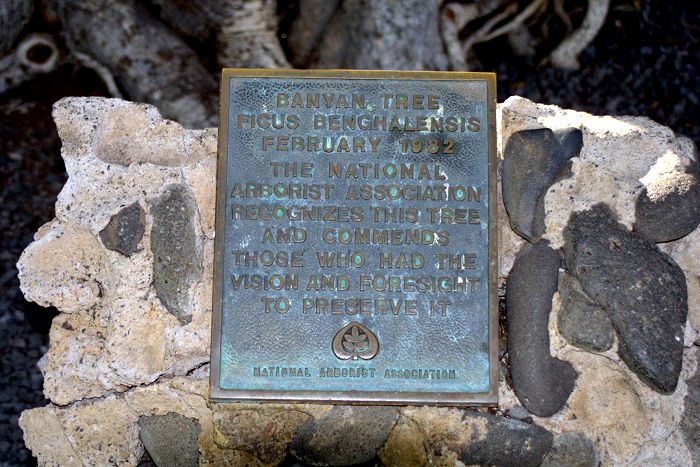 BANYAN TREE
FICUS BENGHALENSIS
FEBRUARY 1982
THE NATIONAL
ARBORIST ASSOCIATION
RECOGNIZES THIS TREE
AND COMMENDS
THOSE WHO HAD THE
VISION AND FORESIGHT
TO PRESERVE IT
NATIONAL ARBORIST ASSOCIATION